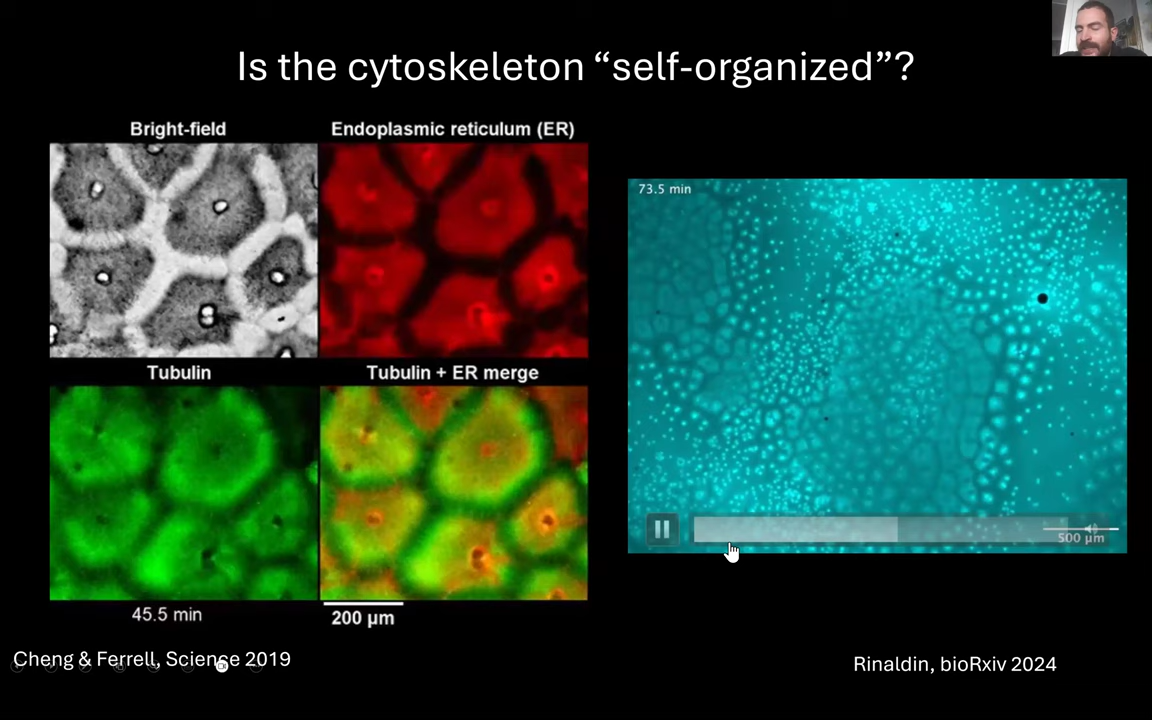 Is the cytoskeleton “self-organized”?
Bright-field
Endoplasmic reticulum (ER)
73.5 min
Tubulin
Tubulin + ER merge
500 µm
45.5 min
200 µm
Cheng & Ferrell, Science 2019
Rinaldin, bioRxiv 2024